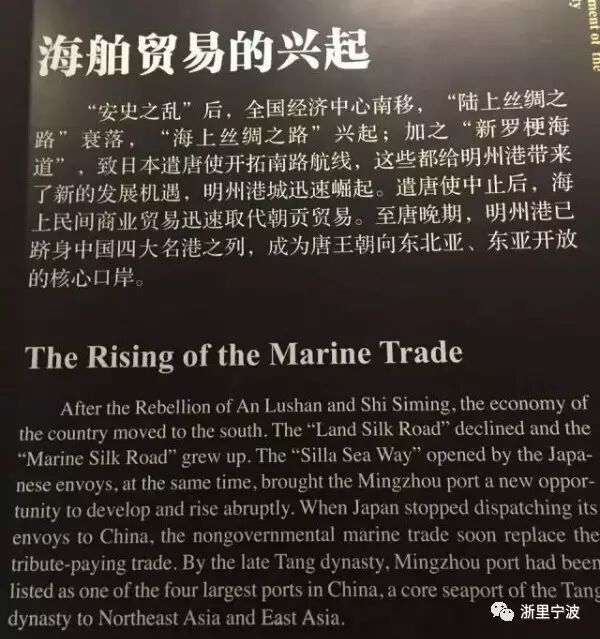 nment of the
海舶贸易的兴起
“安史之乱”后，全国经济中心南移，“陆上丝绸之
路”衰落，“海上丝绸之路”兴起；加之“新罗梗海
道”，致日本遣唐使开拓南路航线，这些都给明州港带来
了新的发展机遇，明州港城迅速崛起。遣唐使中止后，海
上民间商业贸易迅速取代朝贡贸易。至唐晚期，明州港已
跻身中国四大名港之列，成为唐王朝向东北亚、东亚开放
的核心口岸。
The Rising of the Marine Trade
After the Rebellion of An Lushan and Shi Siming, the economy of
the country moved to the south. The “Land Silk Road” declined and the
“Marine Silk Road” grew up. The “Silla Sea Way” opened by the Japa-
nese envoys, at the same time, brought the Mingzhou port a new oppor-
tunity to develop and rise abruptly. When Japan stopped dispatching its
envoys to China, the nongovernmental marine trade soon replace the
tribute-paying trade. By the late Tang dynasty, Mingzhou port had been
listed as one of the four largest ports in China, a core seaport of the Tang
dynasty to Northeast Asia and East Asia.
浙里宁波